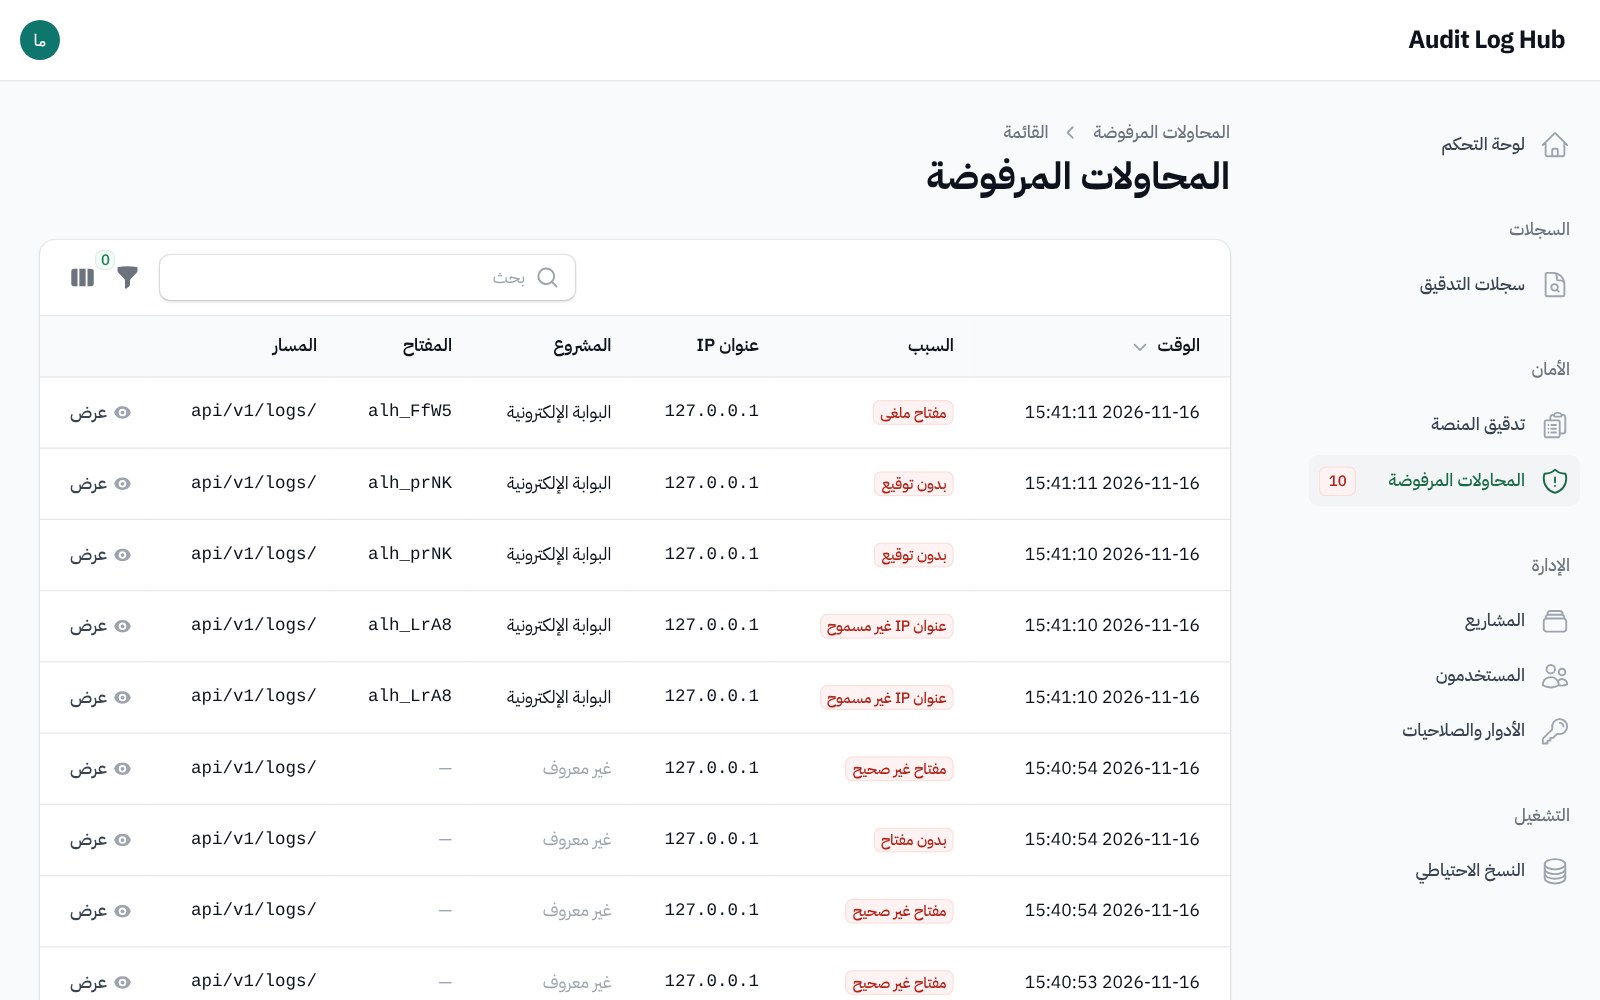 Audit Log Hub
ما
لوحة التحكم
السجلات
سجلات التدقيق
الأمان
تدقيق المنصة
المحاولات المرفوضة 10
الإدارة
المشاريع
المستخدمون
الأدوار والصلاحيات
التشغيل
النسخ الاحتياطي
المحاولات المرفوضة القائمة
المحاولات المرفوضة
بحث
0
الوقت السبب عنوان IP المشروع المفتاح المسار
2026-11-16 15:41:11 مفتاح ملغى 127.0.0.1 البوابة الإلكترونية alh_FfW5 api/v1/logs/ عرض
2026-11-16 15:41:11 بدون توقيع 127.0.0.1 البوابة الإلكترونية alh_prNK api/v1/logs/ عرض
2026-11-16 15:41:10 بدون توقيع 127.0.0.1 البوابة الإلكترونية alh_prNK api/v1/logs/ عرض
2026-11-16 15:41:10 عنوان IP غير مسموح 127.0.0.1 البوابة الإلكترونية alh_LrA8 api/v1/logs/ عرض
2026-11-16 15:41:10 عنوان IP غير مسموح 127.0.0.1 البوابة الإلكترونية alh_LrA8 api/v1/logs/ عرض
2026-11-16 15:40:54 مفتاح غير صحيح 127.0.0.1 غير معروف — api/v1/logs/ عرض
2026-11-16 15:40:54 بدون مفتاح 127.0.0.1 غير معروف — api/v1/logs/ عرض
2026-11-16 15:40:54 مفتاح غير صحيح 127.0.0.1 غير معروف — api/v1/logs/ عرض
2026-11-16 15:40:53 مفتاح غير صحيح 127.0.0.1 غير معروف — api/v1/logs/ عرض